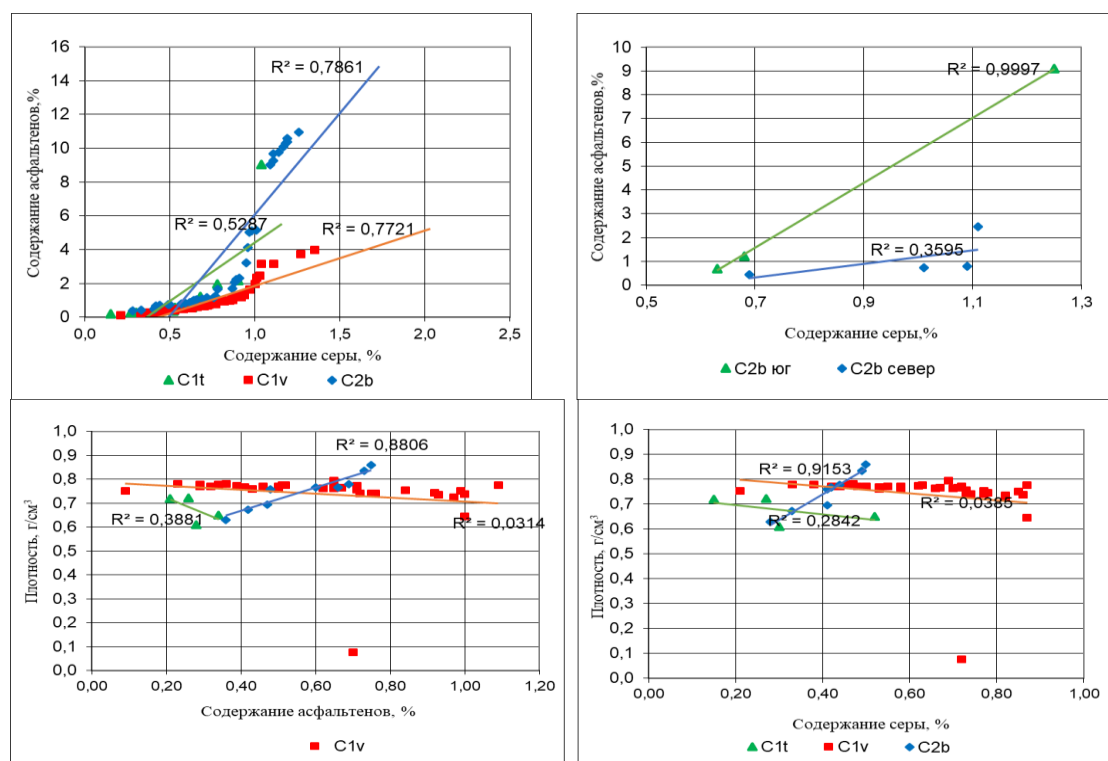 16
14
12
10
8
6
4
2
0
Содержание асфальтенов,%
R² = 0,7861
R² = 0,5287
R² = 0,7721
0,0 0,5 1,0 1,5 2,0 2,5
Содержание серы, %
C1t C1v C2b
10
9
8
7
6
5
4
3
2
1
0
Содержание асфальтенов,%
R² = 0,9997
R² = 0,3595
0,5 0,7 0,9 1,1 1,3
Содержание серы,%
C2b юг C2b север
1,0
0,9
0,8
0,7
0,6
0,5
0,4
0,3
0,2
0,1
0,0
Плотность, г/см³
R² = 0,8806
R² = 0,3881
R² = 0,0314
0,00 0,20 0,40 0,60 0,80 1,00 1,20
Содержание асфальтенов, %
C1v
1,0
0,9
0,8
0,7
0,6
0,5
0,4
0,3
0,2
0,1
0,0
Плотность, г/см³
R² = 0,9153
R² = 0,2842
R² = 0,0385
0,00 0,20 0,40 0,60 0,80 1,00
Содержание серы, %
C1t C1v C2b